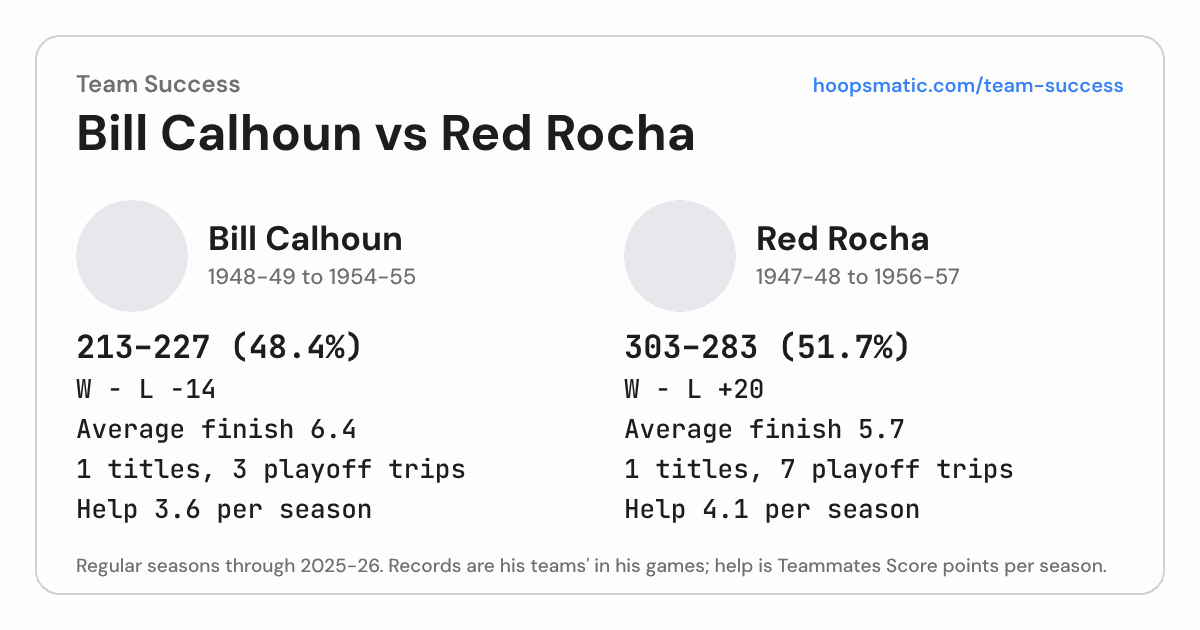 Team Success
hoopsmatic.com/team-success
Bill Calhoun vs Red Rocha
Bill Calhoun
1948-49 to 1954-55
213-227 (48.4%)
W - L -14
Average finish 6.4
1 titles, 3 playoff trips
Help 3.6 per season
Red Rocha
1947-48 to 1956-57
303-283 (51.7%)
W - L +20
Average finish 5.7
1 titles, 7 playoff trips
Help 4.1 per season
Regular seasons through 2025-26. Records are his teams' in his games; help is Teammates Score points per season.